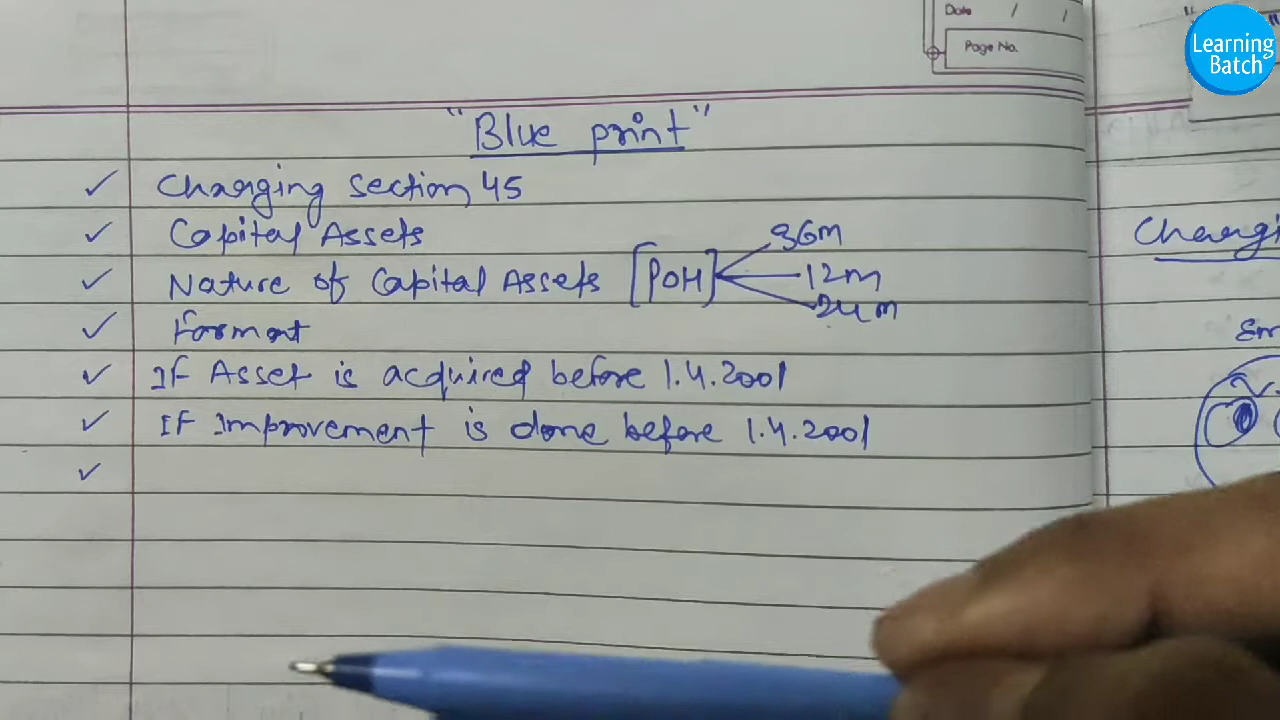 Date / /
Page No.
Learning
Batch
"Blue print"
✓ Charging section 45
✓ Capital Assets
✓ Nature of Capital Assets [POH] 36m
12m
24m
✓ Format
✓ If Asset is acquired before 1.4.2001
✓ If Improvement is done before 1.4.2001
✓
Chargi